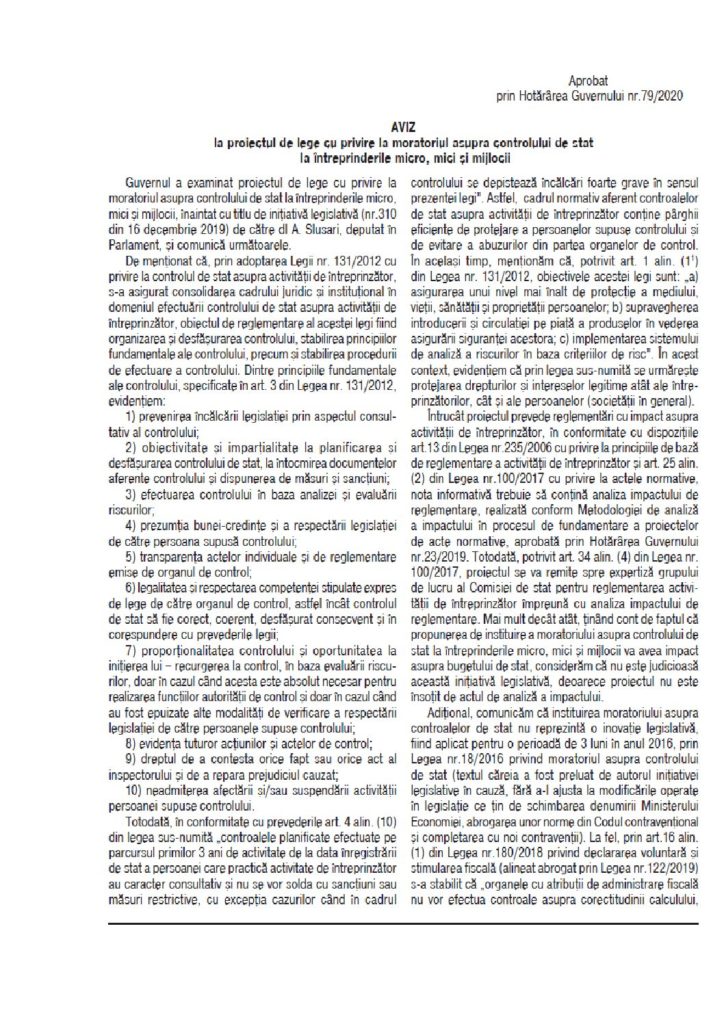 Aprobat
prin Hotărârea Guvernului nr.79/2020
AVIZ
la proiectul de lege cu privire la moratoriul asupra controlului de stat
la întreprinderile micro, mici și mijlocii
Guvernul a examinat proiectul de lege cu privire la
moratoriul asupra controlului de stat la întreprinderile micro,
mici și mijlocii, înaintat cu titlu de inițiativă legislativă (nr.310
din 16 decembrie 2019) de către dl A. Slusari, deputat în
Parlament, și comunică următoarele.
De menționat că, prin adoptarea Legii nr. 131/2012 cu
privire la controlul de stat asupra activității de întreprinzător,
s-a asigurat consolidarea cadrului juridic și instituțional în
domeniul efectuării controlului de stat asupra activității de
întreprinzător, obiectul de reglementare al acestei legi fiind
organizarea și desfășurarea controlului, stabilirea principiilor
fundamentale ale controlului, precum și stabilirea procedurii
de efectuare a controlului. Dintre principiile fundamentale
ale controlului, specificate în art. 3 din Legea nr. 131/2012,
evidențiem:
1) prevenirea încălcării legislației prin aspectul consul-
tativ al controlului;
2) obiectivitate și imparțialitate la planificarea și
desfășurarea controlului de stat, la întocmirea documentelor
aferente controlului și dispunerea de măsuri și sancțiuni;
3) efectuarea controlului în baza analizei și evaluării
riscurilor;
4) prezumția bunei-credințe și a respectării legislației
de către persoana supusă controlului;
5) transparența actelor individuale și de reglementare
emise de organul de control;
6) legalitatea și respectarea competenței stipulate expres
de lege de către organul de control, astfel încât controlul
de stat să fie corect, coerent, desfășurat consecvent și în
corespundere cu prevederile legii;
7) proporționalitatea controlului și oportunitatea la
inițierea lui – recurgerea la control, în baza evaluării riscu-
rilor, doar în cazul când acesta este absolut necesar pentru
realizarea funcțiilor autorității de control și doar în cazul când
au fost epuizate alte modalități de verificare a respectării
legislației de către persoanele supuse controlului;
8) evidența tuturor acțiunilor și actelor de control;
9) dreptul de a contesta orice fapt sau orice act al
inspectorului și de a repara prejudiciul cauzat;
10) neadmiterea afectării și/sau suspendării activității
persoanei supuse controlului.
Totodată, în conformitate cu prevederile art. 4 alin. (10)
din legea sus-numită „controalele planificate efectuate pe
parcursul primilor 3 ani de activitate de la data înregistrării
de stat a persoanei care practică activitate de întreprinzător
au caracter consultativ și nu se vor solda cu sancțiuni sau
măsuri restrictive, cu excepția cazurilor când în cadrul
controlului se depistează încălcări foarte grave în sensul
prezentei legi”. Astfel, cadrul normativ aferent controalelor
de stat asupra activității de întreprinzător conține pârghii
eficiente de protejare a persoanelor supuse controlului și
de evitare a abuzurilor din partea organelor de control.
În același timp, menționăm că, potrivit art. 1 alin. (1¹)
din Legea nr. 131/2012, obiectivele acestei legi sunt: „a)
asigurarea unui nivel mai înalt de protecție a mediului,
vieții, sănătății și proprietății persoanelor; b) supravegherea
introducerii și circulației pe piață a produselor în vederea
asigurării siguranței acestora; c) implementarea sistemului
de analiză a riscurilor în baza criteriilor de risc”. În acest
context, evidențiem că prin legea sus-numită se urmărește
protejarea drepturilor și intereselor legitime atât ale între-
prinzătorilor, cât și ale persoanelor (societății în general).
Întrucât proiectul prevede reglementări cu impact asupra
activității de întreprinzător, în conformitate cu dispozițiile
art.13 din Legea nr.235/2006 cu privire la principiile de bază
de reglementare a activității de întreprinzător și art. 25 alin.
(2) din Legea nr.100/2017 cu privire la actele normative,
nota informativă trebuie să conțină analiza impactului de
reglementare, realizată conform Metodologiei de analiză
a impactului în procesul de fundamentare a proiectelor
de acte normative, aprobată prin Hotărârea Guvernului
nr.23/2019. Totodată, potrivit art. 34 alin. (4) din Legea nr.
100/2017, proiectul se va remite spre expertiză grupului
de lucru al Comisiei de stat pentru reglementarea activi-
tății de întreprinzător împreună cu analiza impactului de
reglementare. Mai mult decât atât, ținând cont de faptul că
propunerea de instituire a moratoriului asupra controlului de
stat la întreprinderile micro, mici și mijlocii va avea impact
asupra bugetului de stat, considerăm că nu este judicioasă
această inițiativă legislativă, deoarece proiectul nu este
însoțit de actul de analiză a impactului.
Adițional, comunicăm că instituirea moratoriului asupra
controalelor de stat nu reprezintă o inovație legislativă,
fiind aplicat pentru o perioadă de 3 luni în anul 2016, prin
Legea nr.18/2016 privind moratoriul asupra controlului
de stat (textul căreia a fost preluat de autorul inițiativei
legislative în cauză, fără a-l ajusta la modificările operate
în legislație ce țin de schimbarea denumirii Ministerului
Economiei, abrogarea unor norme din Codul contravențional
și completarea cu noi contravenții). La fel, prin art.16 alin.
(1) din Legea nr.180/2018 privind declararea voluntară și
stimularea fiscală (alineat abrogat prin Legea nr.122/2019)
s-a stabilit că „organele cu atribuții de administrare fiscală
nu vor efectua controale asupra corectitudinii calculului,